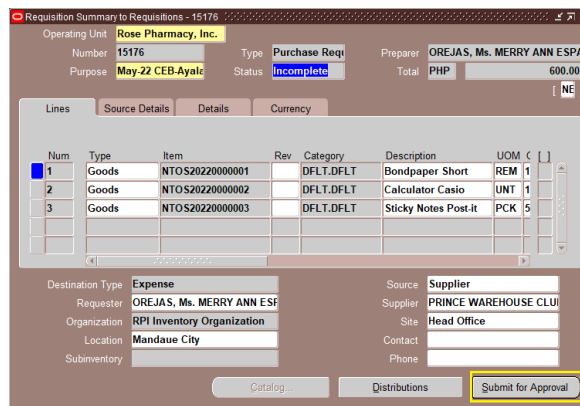 Requisition Summary to Requisitions - 15176
Operating Unit Rose Pharmacy, Inc.
Number 15176 Type Purchase Requ Preparer OREJAS, Ms. MERRY ANN ESPA
Purpose May-22 CEB-Ayala Status Incomplete Total PHP 600.00
[ NE
Lines Source Details Details Currency
Num Type Item Rev Category Description UOM [ ]
1 Goods NTOS20220000001 DFLT.DFLT Bondpaper Short REM 1
2 Goods NTOS20220000002 DFLT.DFLT Calculator Casio UNT 1
3 Goods NTOS20220000003 DFLT.DFLT Sticky Notes Post-it PCK 5
Destination Type Expense Source Supplier
Requester OREJAS, Ms. MERRY ANN ESP Supplier PRINCE WAREHOUSE CLU
Organization RPI Inventory Organization Site Head Office
Location Mandaue City Contact
Subinventory Phone
Catalog... Distributions Submit for Approval